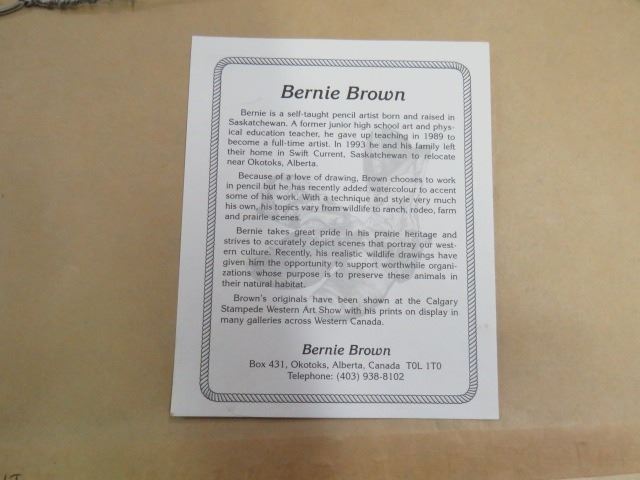 Bernie Brown
Bernie is a self-taught pencil artist born and raised in
Saskatchewan. A former junior high school art and phys-
ical education teacher, he gave up teaching in 1989 to
become a full-time artist. In 1993 he and his family left
their home in Swift Current, Saskatchewan to relocate
near Okotoks, Alberta.
Because of a love of drawing, Brown chooses to work
in pencil but he has recently added watercolour to accent
some of his work. With a technique and style very much
his own, his topics vary from wildlife to ranch, rodeo, farm
and prairie scenes.
Bernie takes great pride in his prairie heritage and
strives to accurately depict scenes that portray our west-
ern culture. Recently, his realistic wildlife drawings have
given him the opportunity to support worthwhile organi-
zations whose purpose is to preserve these animals in
their natural habitat.
Brown's originals have been shown at the Calgary
Stampede Western Art Show with his prints on display in
many galleries across Western Canada.
Bernie Brown
Box 431, Okotoks, Alberta, Canada T0L 1T0
Telephone: (403) 938-8102